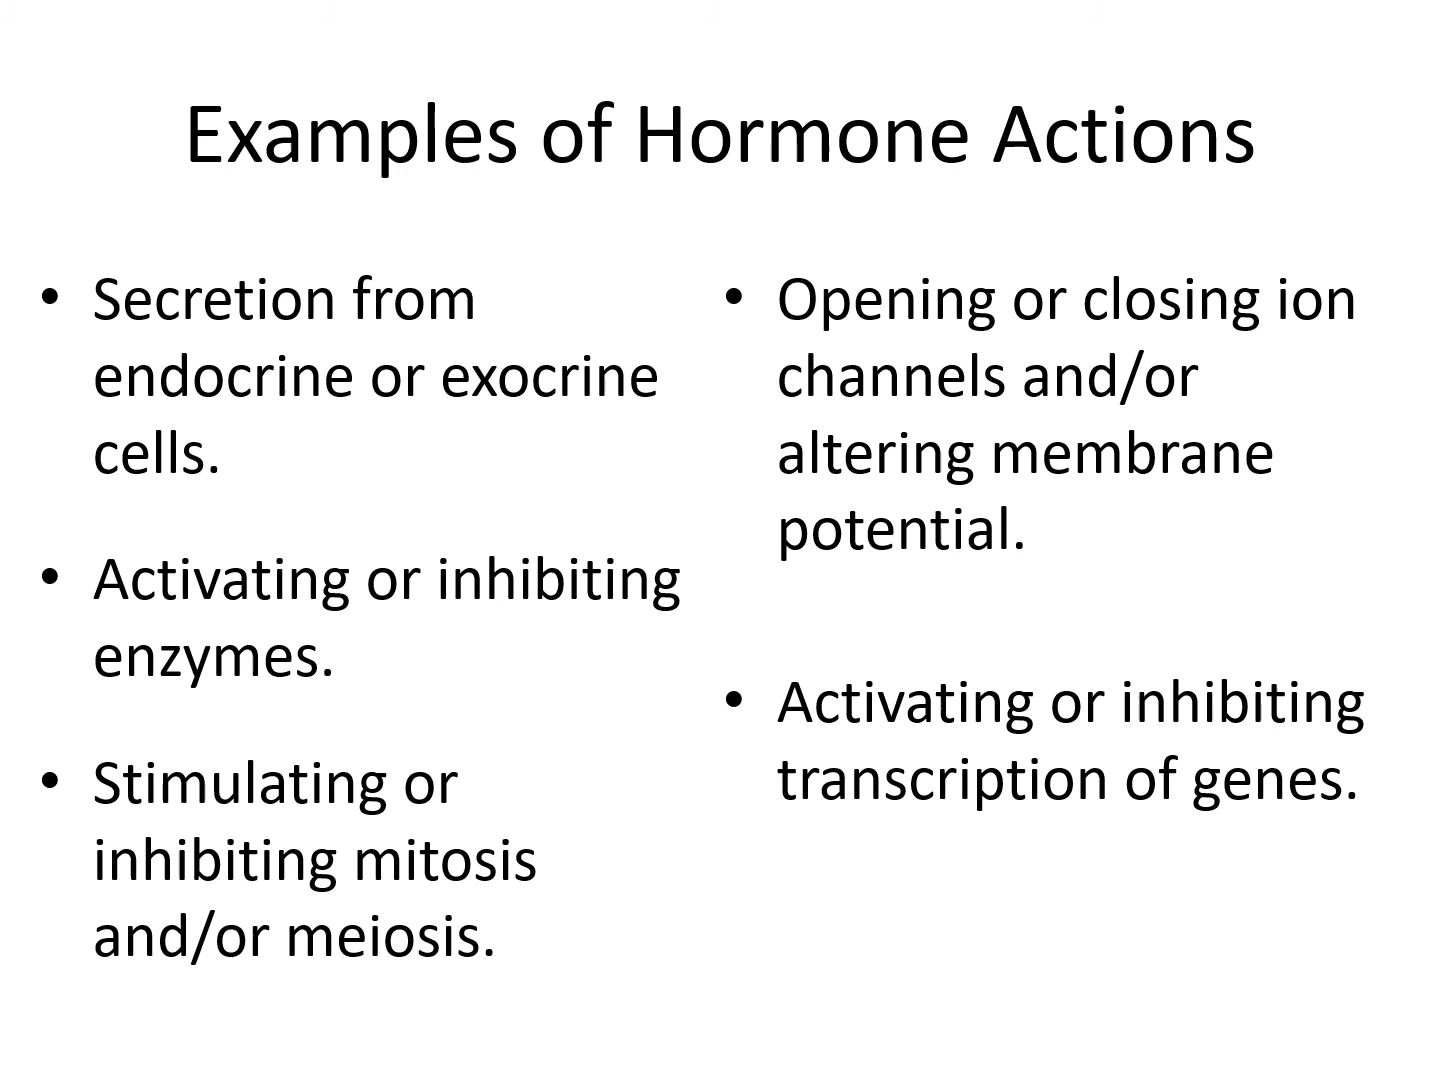 Examples of Hormone Actions
• Secretion from
endocrine or exocrine
cells.
• Activating or inhibiting
enzymes.
• Stimulating or
inhibiting mitosis
and/or meiosis.
• Opening or closing ion
channels and/or
altering membrane
potential.
• Activating or inhibiting
transcription of genes.